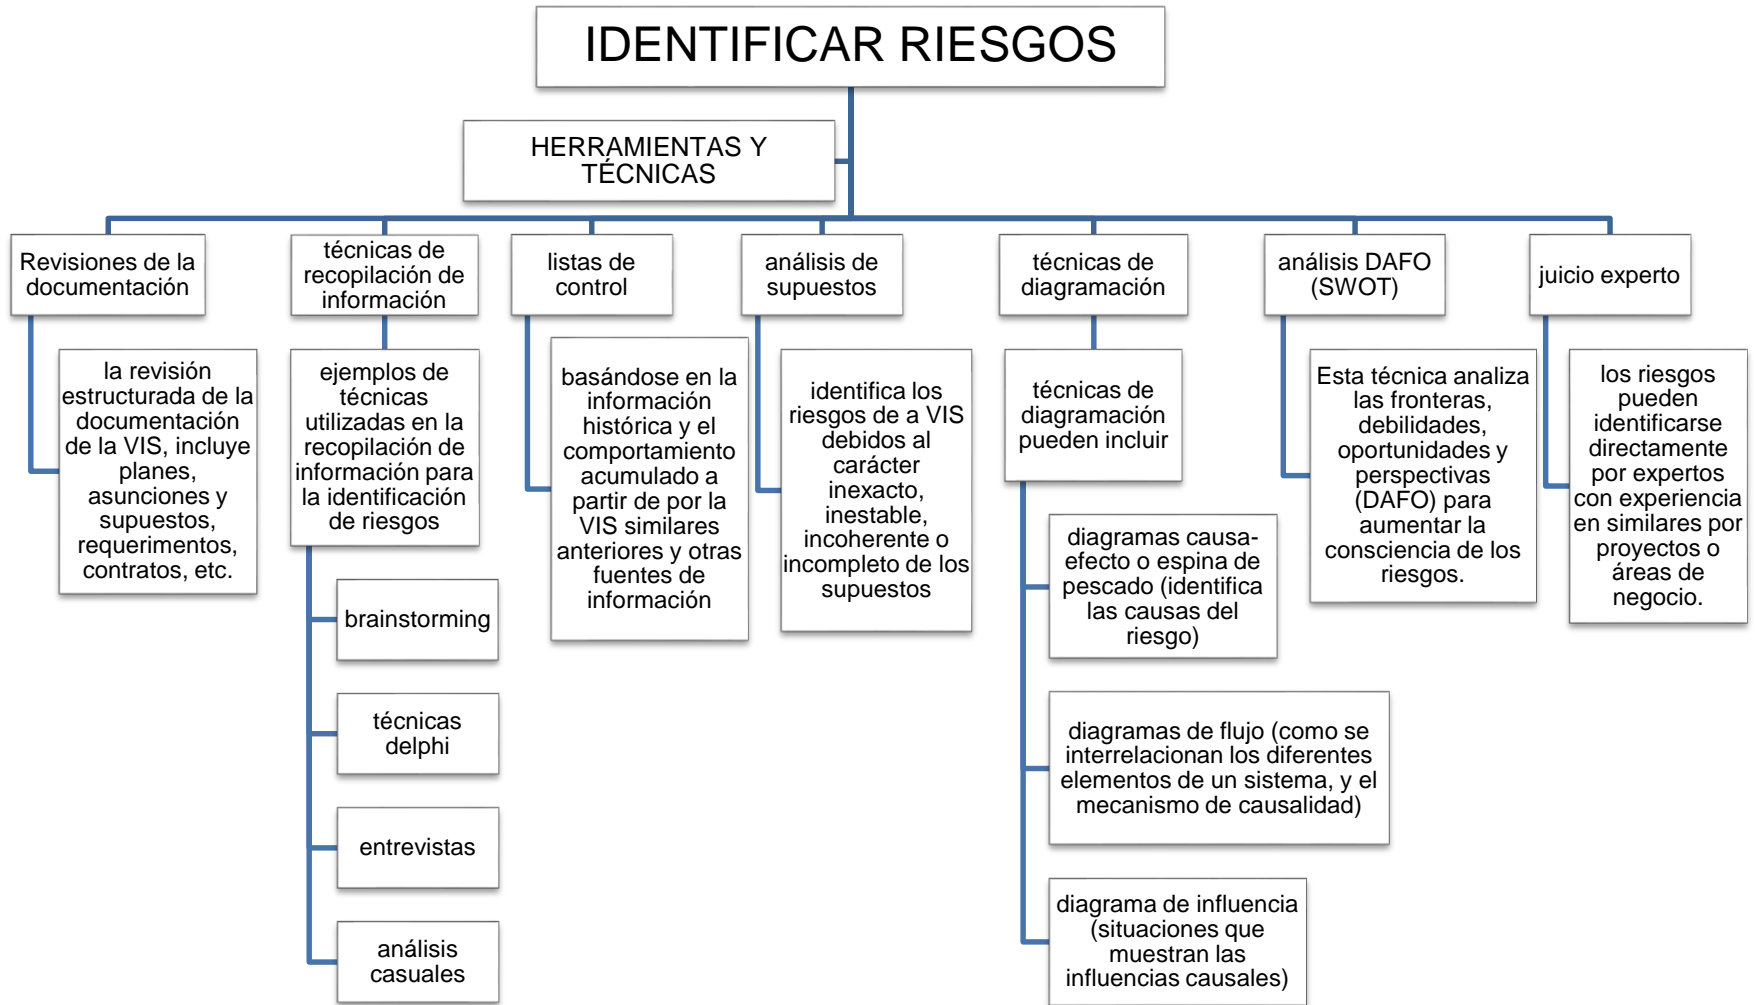 IDENTIFICAR RIESGOS
HERRAMIENTAS Y
TÉCNICAS
Revisiones de la
documentación
la revisión
estructurada de la
documentación
de la VIS, incluye
planes,
asunciones y
supuestos,
requerimentos,
contratos, etc.
técnicas de
recopilación de
información
ejemplos de
técnicas
utilizadas en la
recopilación de
información para
la identificación
de riesgos
brainstorming
técnicas
delphi
entrevistas
análisis
casuales
listas de
control
basándose en la
información
histórica y el
comportamiento
acumulado a
partir de por la
VIS similares
anteriores y otras
fuentes de
información
análisis de
supuestos
identifica los
riesgos de a VIS
debidos al
carácter
inexacto,
inestable,
incoherente o
incompleto de los
supuestos
técnicas de
diagramación
técnicas de
diagramación
pueden incluir
diagramas causa-
efecto o espina de
pescado (identifica
las causas del
riesgo)
diagramas de flujo (como se
interrelacionan los diferentes
elementos de un sistema, y el
mecanismo de causalidad)
diagrama de influencia
(situaciones que
muestran las
influencias causales)
análisis DAFO
(SWOT)
Esta técnica analiza
las fronteras,
debilidades,
oportunidades y
perspectivas
(DAFO) para
aumentar la
consciencia de los
riesgos.
juicio experto
los riesgos
pueden
identificarse
directamente
por expertos
con experiencia
en similares por
proyectos o
áreas de
negocio.